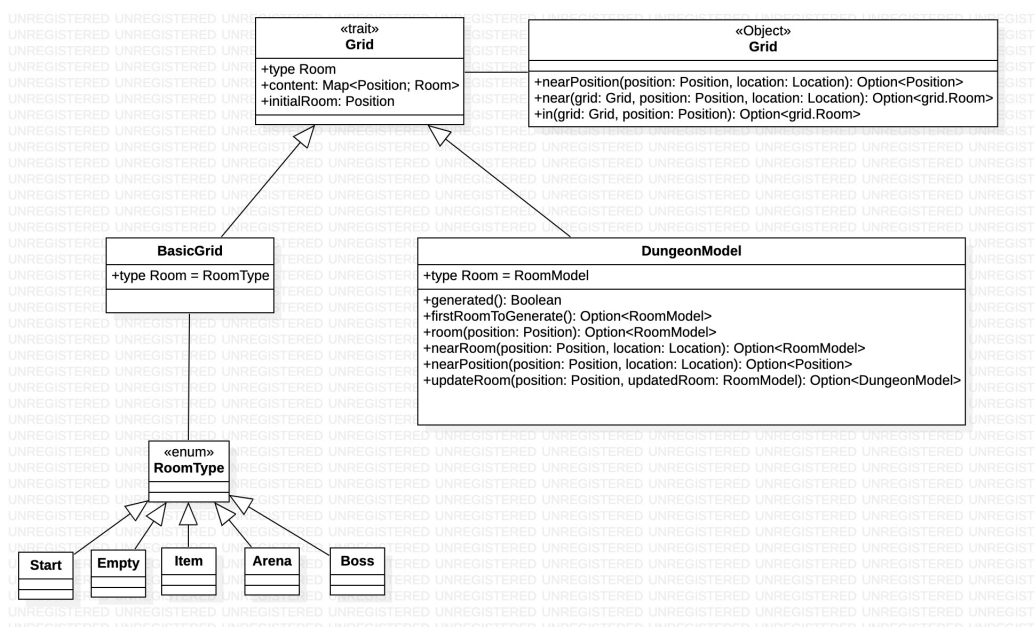 «trait»
Grid
+type Room
+content: Map<Position; Room>
+initialRoom: Position
«Object»
Grid
+nearPosition(position: Position, location: Location): Option<Position>
+near(grid: Grid, position: Position, location: Location): Option<grid.Room>
+in(grid: Grid, position: Position): Option<grid.Room>
BasicGrid
+type Room = RoomType
DungeonModel
+type Room = RoomModel
+generated(): Boolean
+firstRoomToGenerate(): Option<RoomModel>
+room(position: Position): Option<RoomModel>
+nearRoom(position: Position, location: Location): Option<RoomModel>
+nearPosition(position: Position, location: Location): Option<Position>
+updateRoom(position: Position, updatedRoom: RoomModel): Option<DungeonModel>
«enum»
RoomType
Start
Empty
Item
Arena
Boss
UNREGISTERED